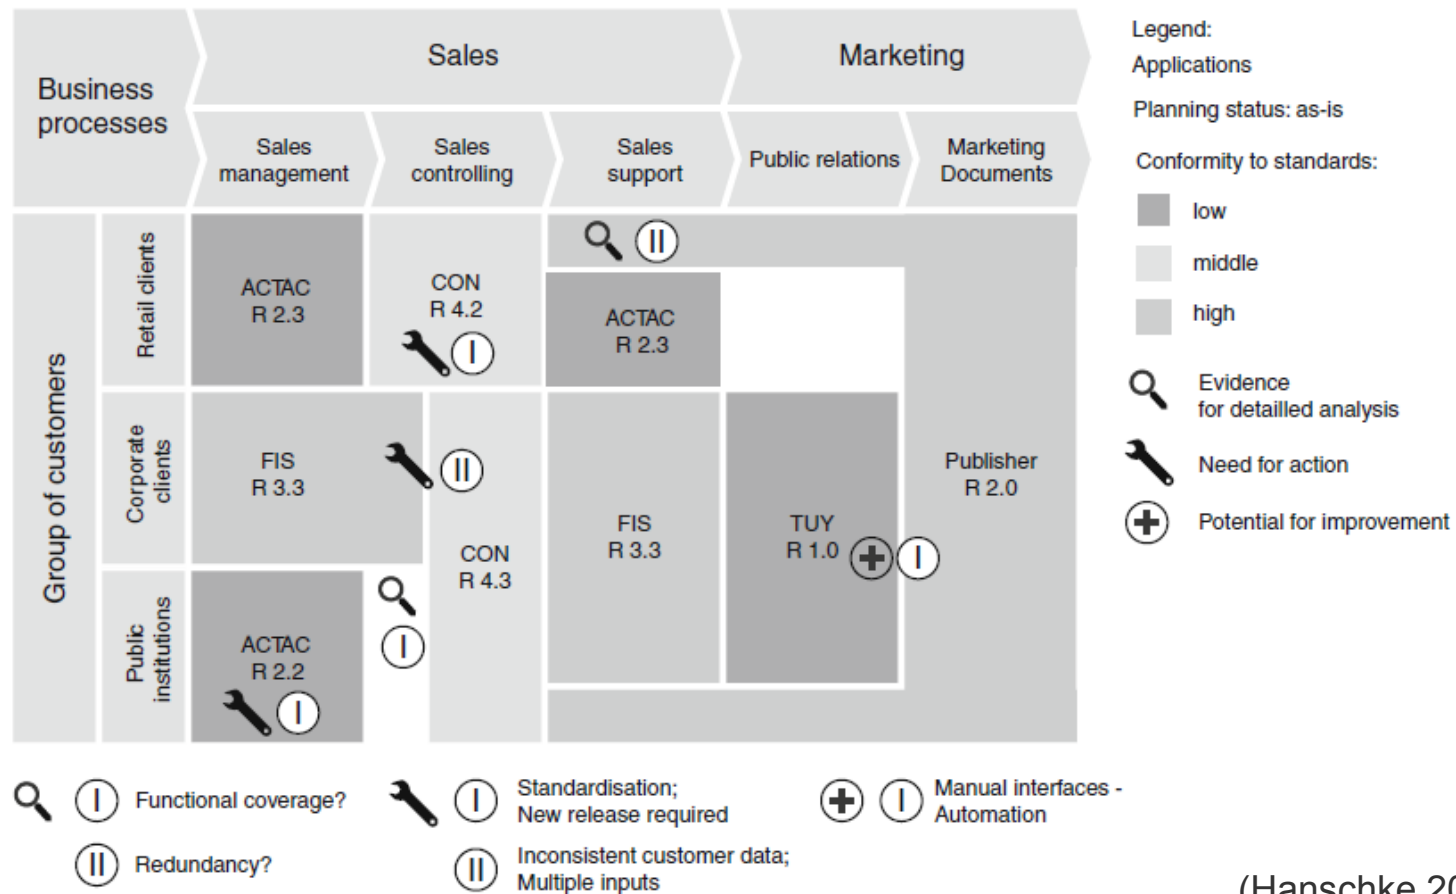 Business
processes
Sales
Marketing
Sales
management
Sales
controlling
Sales
support
Public relations
Marketing
Documents
Group of customers
Retail clients
ACTAC
R 2.3
CON
R 4.2
I
II
ACTAC
R 2.3
Corporate
clients
FIS
R 3.3
II
CON
R 4.3
FIS
R 3.3
TUY
R 1.0
I
Publisher
R 2.0
Public
institutions
ACTAC
R 2.2
I
I
Legend:
Applications
Planning status: as-is
Conformity to standards:
low
middle
high
Evidence
for detailled analysis
Need for action
Potential for improvement
I Functional coverage?
II Redundancy?
I Standardisation;
New release required
II Inconsistent customer data;
Multiple inputs
I Manual interfaces -
Automation
(Hanschke 20